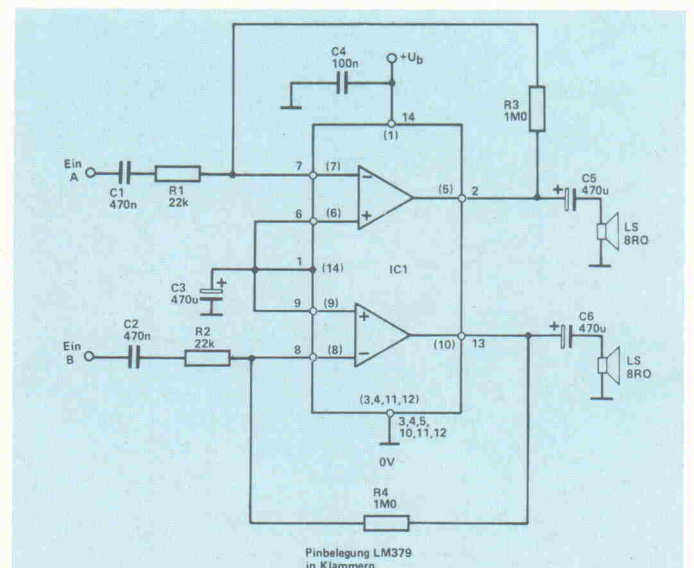 C4
100n
+Ub
14
(1)
R3
1M0
Ein
A
C1
470n
R1
22k
7
(7)
−
(5)
2
+
C5
470u
LS
8R0
6
(6)
+
1
(14)
IC1
C3
470u
+
9
(9)
+
Ein
B
C2
470n
R2
22k
8
(8)
−
(10)
13
+
C6
470u
LS
8R0
(3,4,11,12)
3,4,5,
10,11,12
0V
R4
1M0
Pinbelegung LM379
in Klammern